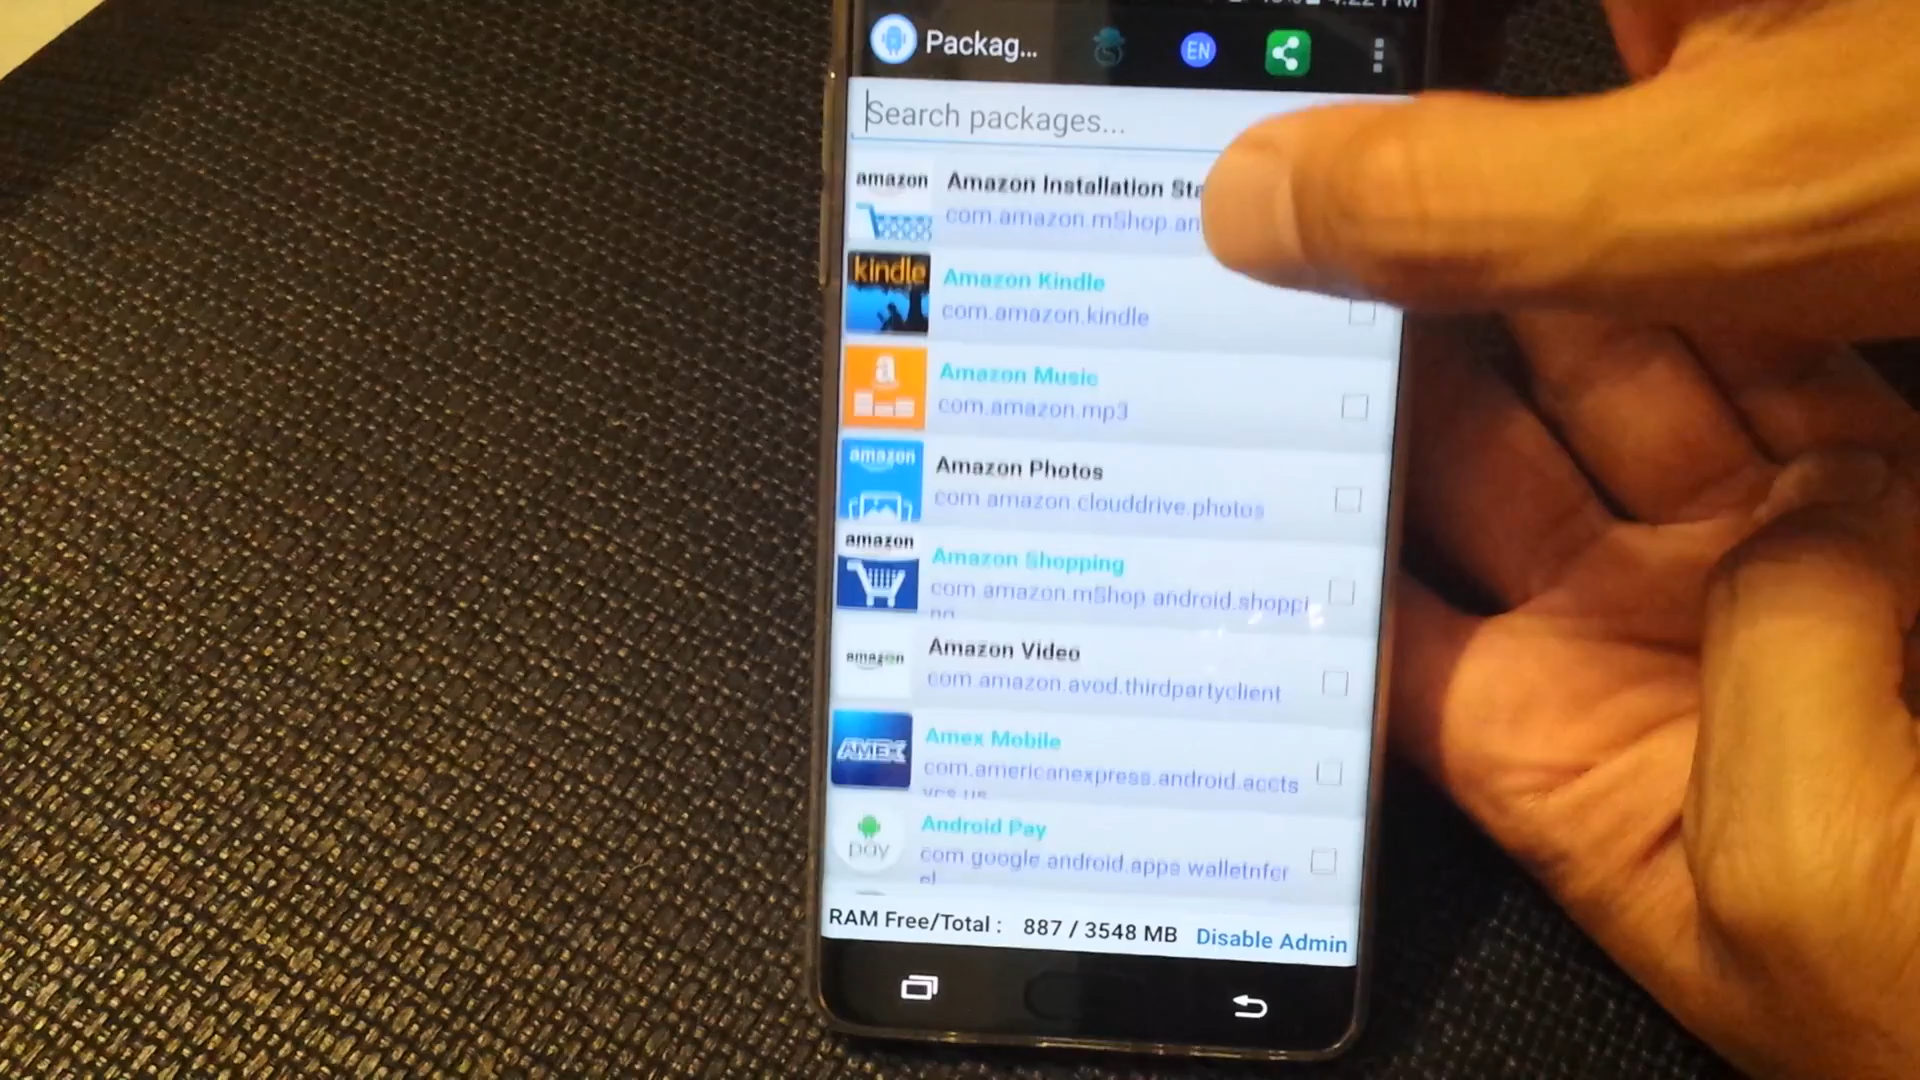 4:22 PM
Packag...
EN
Search packages...
amazon
Amazon Installation Sta
com.amazon.mShop.an
kindle
Amazon Kindle
com.amazon.kindle
a
Amazon Music
com.amazon.mp3
amazon
Amazon Photos
com.amazon.clouddrive.photos
amazon
Amazon Shopping
com.amazon.mShop.android.shoppi
ng
amazon
Amazon Video
com.amazon.avod.thirdpartyclient
AMEX
Amex Mobile
com.americanexpress.android.accts
vcs.us
pay
Android Pay
com.google.android.apps.walletnfcr
el
RAM Free/Total : 887 / 3548 MB Disable Admin